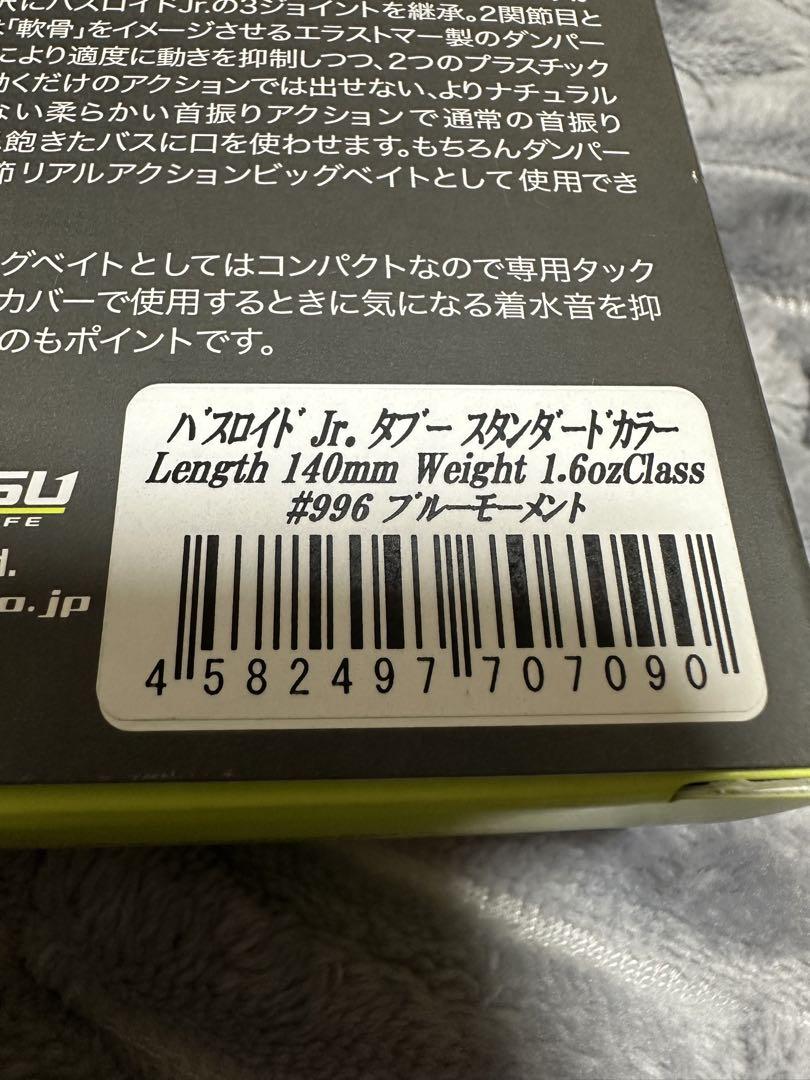 にバスロイドJr.の3ジョイントを継承。2関節目と
「軟骨」をイメージさせるエラストマー製のダンパー
により適度に動きを抑制しつつ、2つのプラスチック
くだけのアクションでは出せない、よりナチュラル
ない柔らかい首振りアクションで通常の首振り
飽きたバスに口を使わせます。もちろんダンパー
節リアルアクションビッグベイトとして使用でき
グベイトとしてはコンパクトなので専用タック
カバーで使用するときに気になる着水音を抑
のもポイントです。
SU
FE
d.
o.jp
バスロイド Jr. タブー スタンダードカラー
Length 140mm Weight 1.6ozClass
#996 ブルーモーメント
4 582497 707090